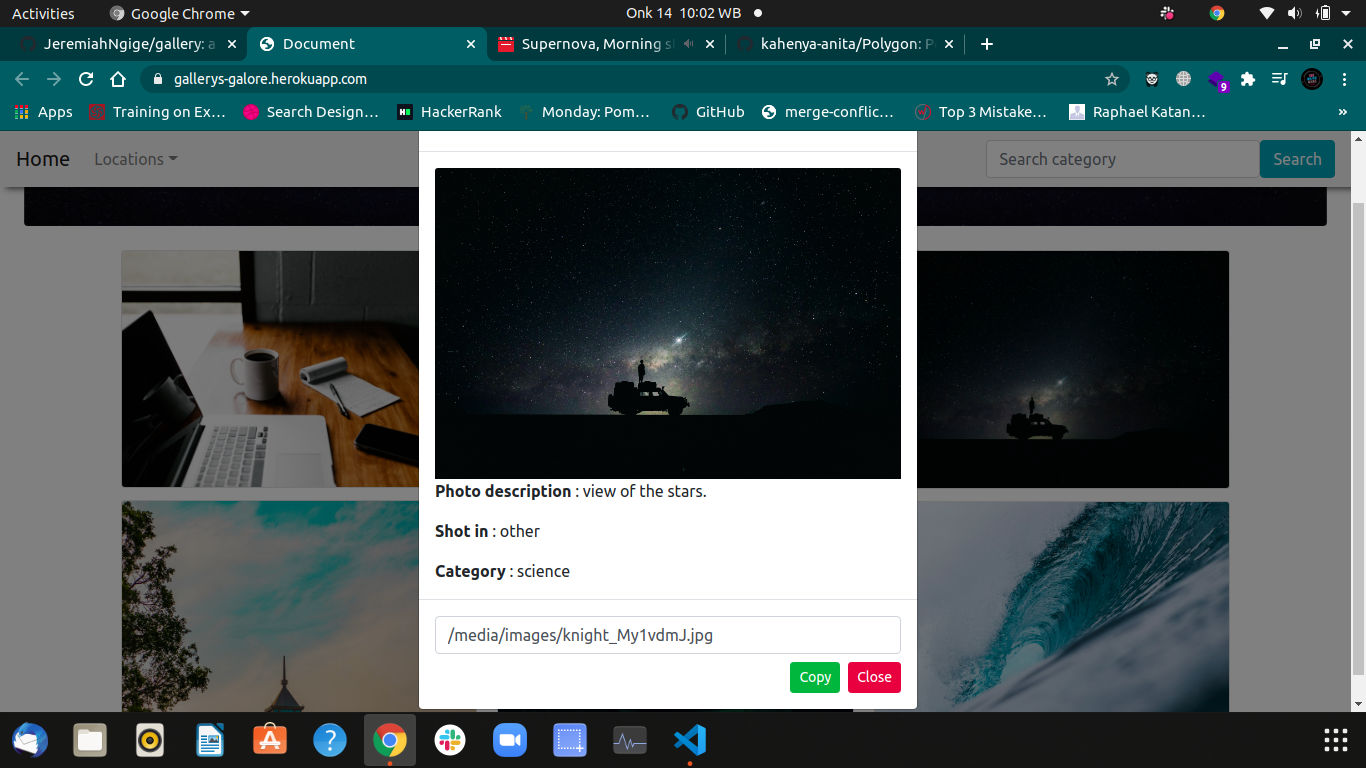 Activities Google Chrome Onk 14 10:02 WB
JeremiahNgige/gallery: a Document Supernova, Morning s kahenya-anita/Polygon: P
gallerys-galore.herokuapp.com 9
Apps Training on Ex… Search Design… HackerRank Monday: Pom… GitHub merge-conflic… Top 3 Mistake… Raphael Katan… »
Home Locations Search category Search
Photo description : view of the stars.
Shot in : other
Category : science
/media/images/knight_My1vdmJ.jpg
Copy Close